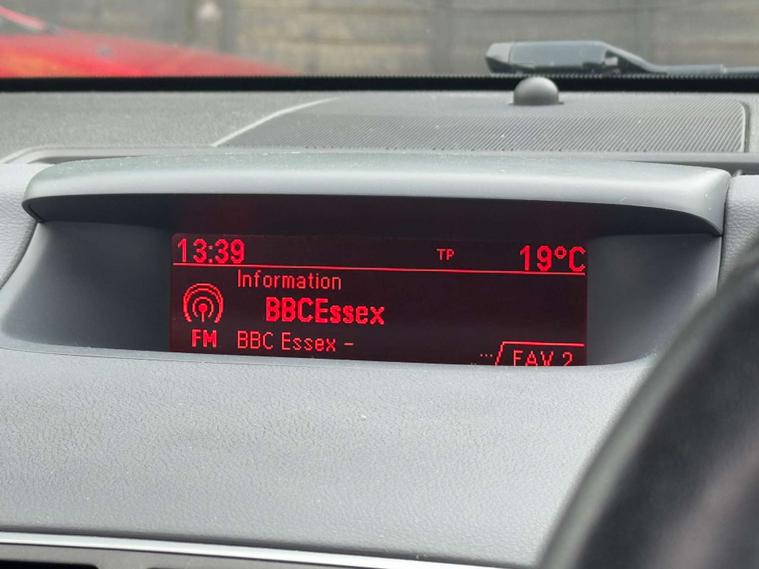 13:39 TP 19°C
Information
BBCEssex
FM BBC Essex -
... FAV 2